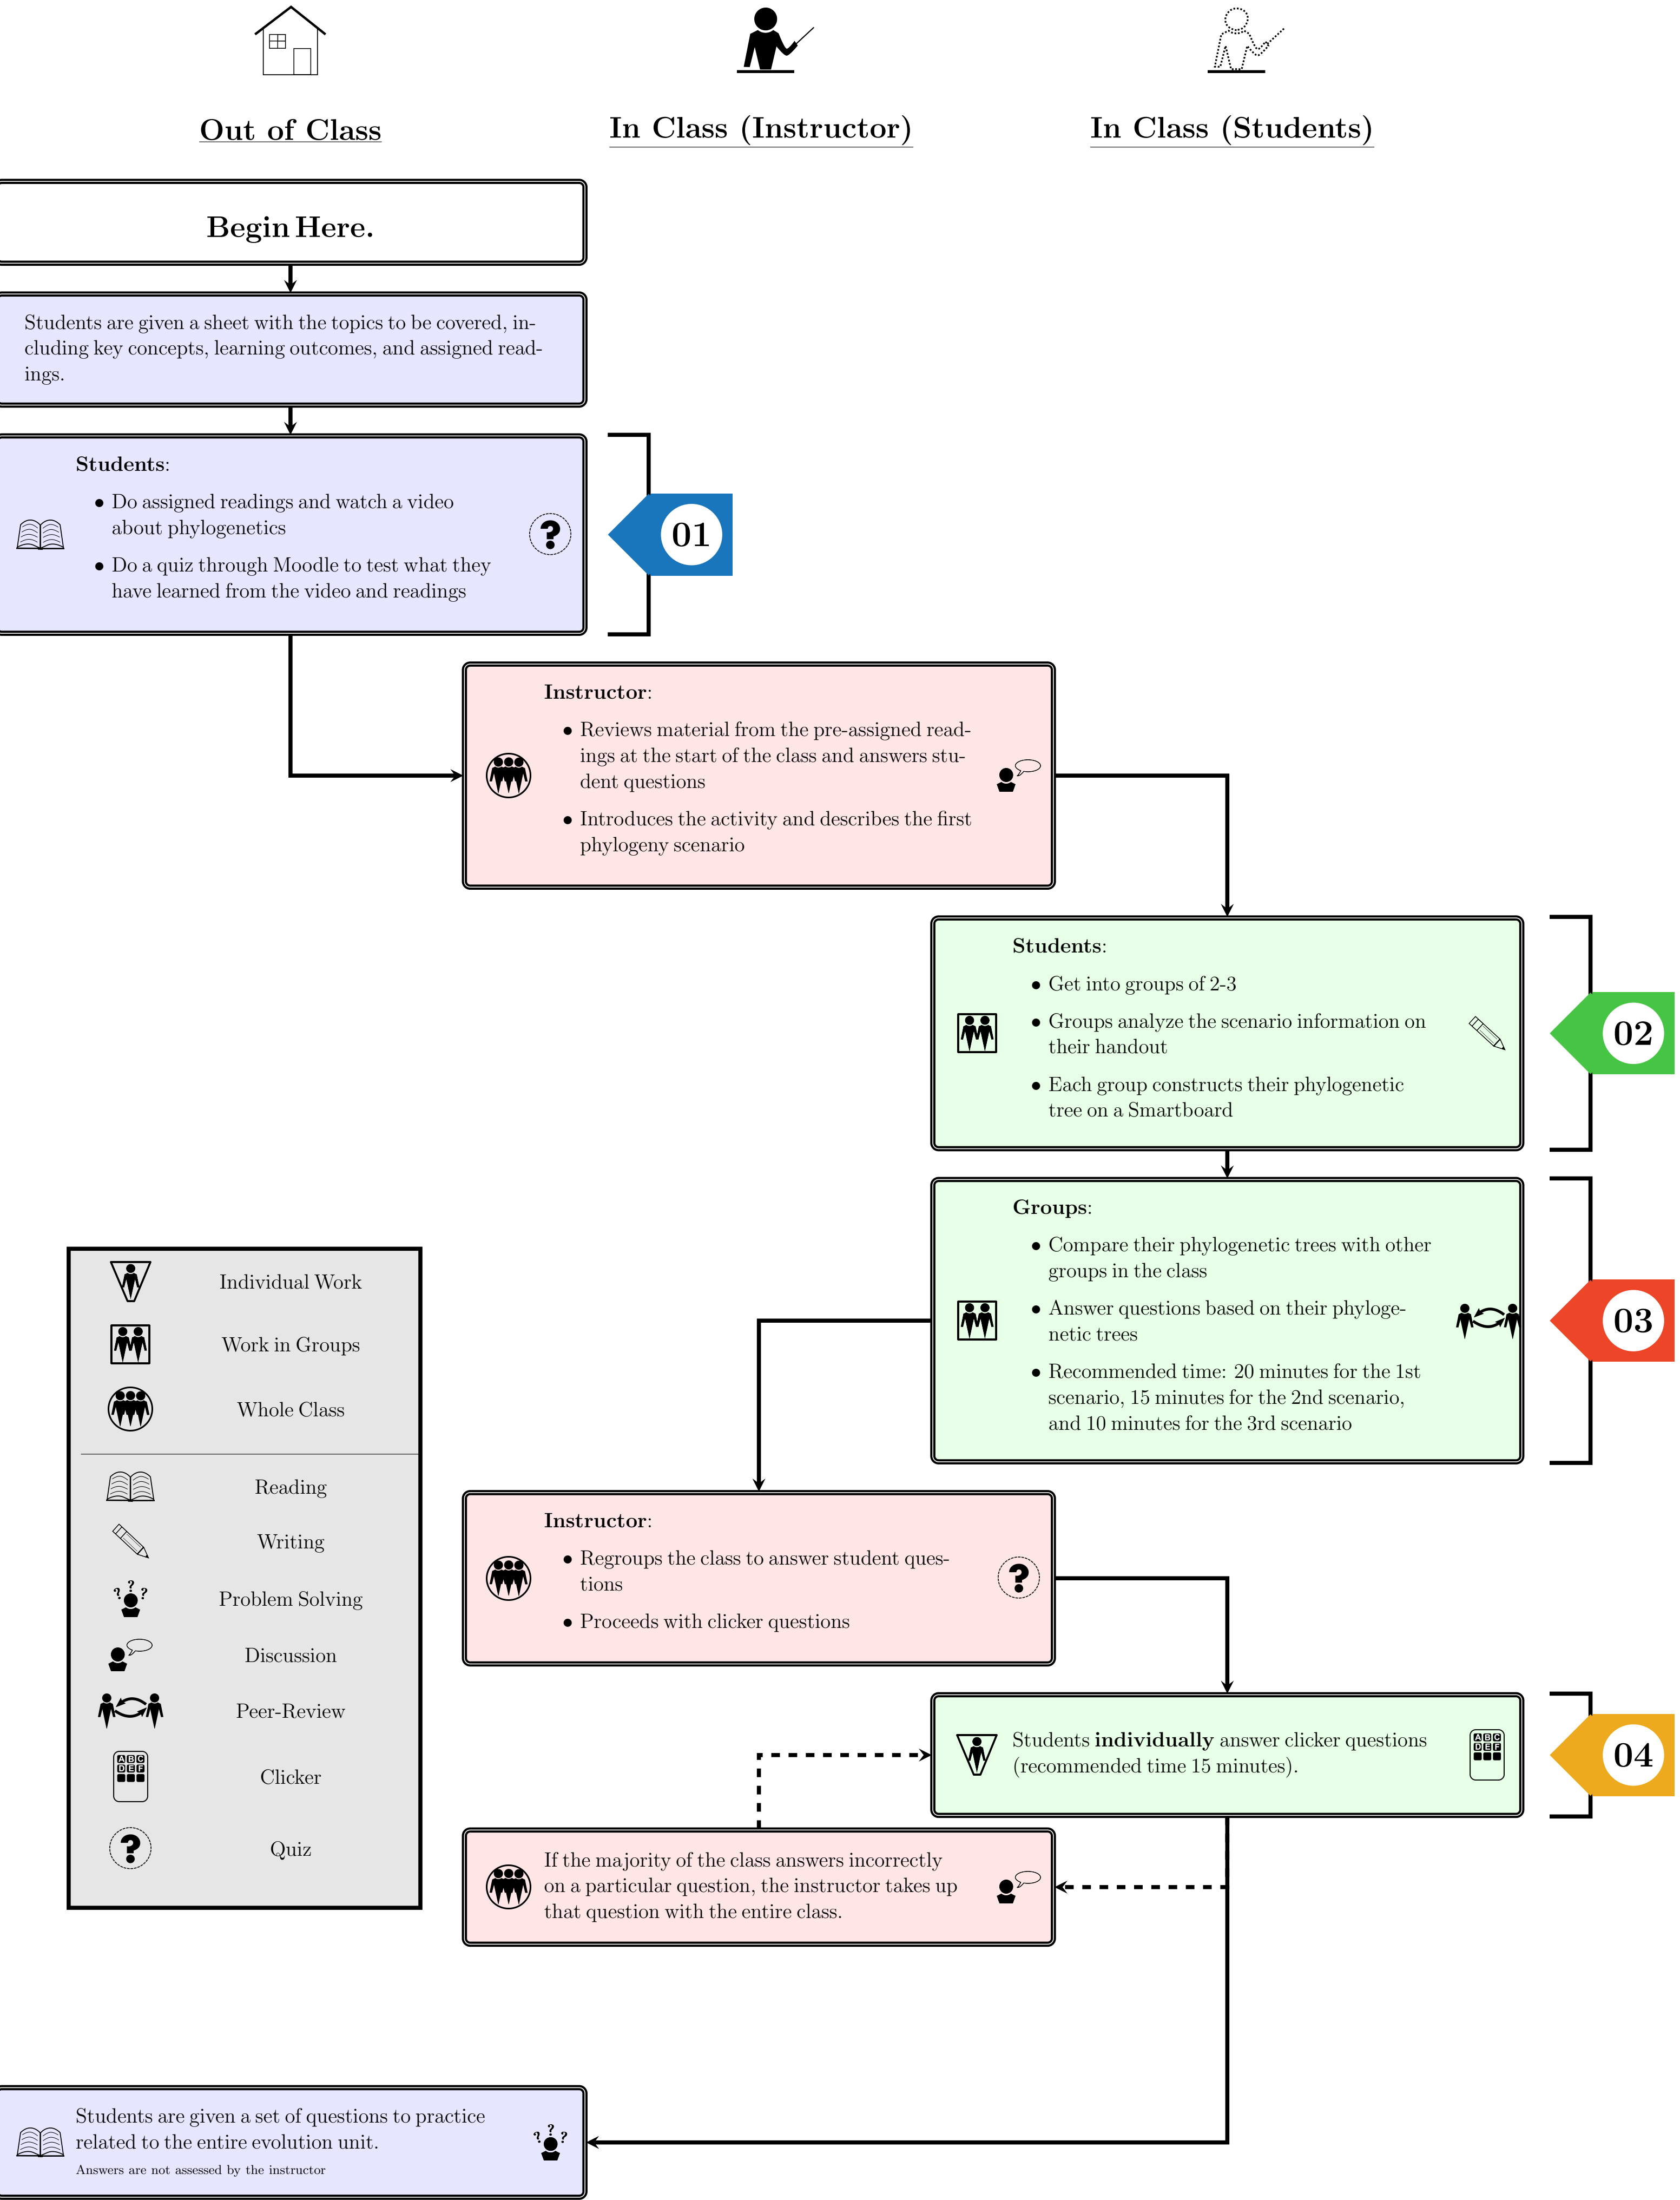 Out of Class
In Class (Instructor)
In Class (Students)
Begin Here.
Students are given a sheet with the topics to be covered, in-
cluding key concepts, learning outcomes, and assigned read-
ings.
Students:
• Do assigned readings and watch a video
about phylogenetics
• Do a quiz through Moodle to test what they
have learned from the video and readings
?
01
Instructor:
• Reviews material from the pre-assigned read-
ings at the start of the class and answers stu-
dent questions
• Introduces the activity and describes the first
phylogeny scenario
Students:
• Get into groups of 2-3
• Groups analyze the scenario information on
their handout
• Each group constructs their phylogenetic
tree on a Smartboard
02
Groups:
• Compare their phylogenetic trees with other
groups in the class
• Answer questions based on their phyloge-
netic trees
• Recommended time: 20 minutes for the 1st
scenario, 15 minutes for the 2nd scenario,
and 10 minutes for the 3rd scenario
03
Individual Work
Work in Groups
Whole Class
Reading
Writing
? ? ?
Problem Solving
Discussion
Peer-Review
A B C
D E F
Clicker
?
Quiz
Instructor:
• Regroups the class to answer student ques-
tions
• Proceeds with clicker questions
?
Students individually answer clicker questions
(recommended time 15 minutes).
A B C
D E F
04
If the majority of the class answers incorrectly
on a particular question, the instructor takes up
that question with the entire class.
Students are given a set of questions to practice
related to the entire evolution unit.
Answers are not assessed by the instructor
? ? ?